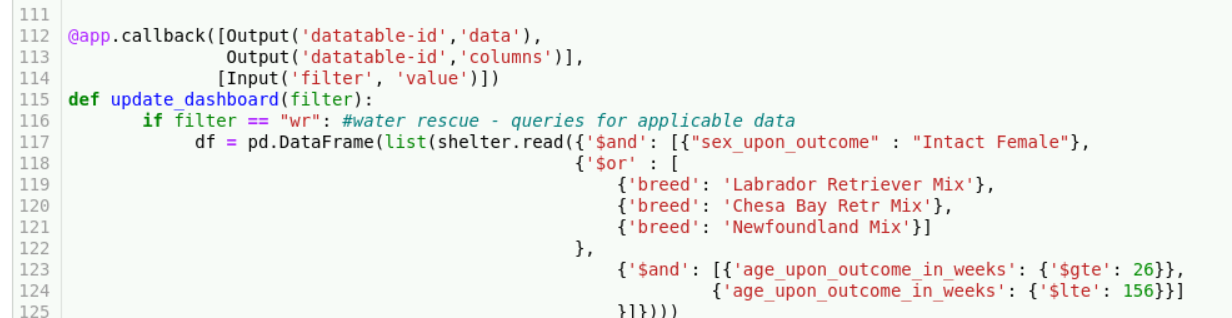 111
112 @app.callback([Output('datatable-id','data'),
113                Output('datatable-id','columns')],
114               [Input('filter', 'value')])
115 def update_dashboard(filter):
116        if filter == "wr": #water rescue - queries for applicable data
117             df = pd.DataFrame(list(shelter.read({'$and': [{"sex_upon_outcome" : "Intact Female"},
118                                                 {'$or' : [
119                                                     {'breed': 'Labrador Retriever Mix'},
120                                                     {'breed': 'Chesa Bay Retr Mix'},
121                                                     {'breed': 'Newfoundland Mix'}]
122                                                 },
123                                                     {'$and': [{'age_upon_outcome_in_weeks': {'$gte': 26}},
124                                                              {'age_upon_outcome_in_weeks': {'$lte': 156}}]
125                                                     }]})))